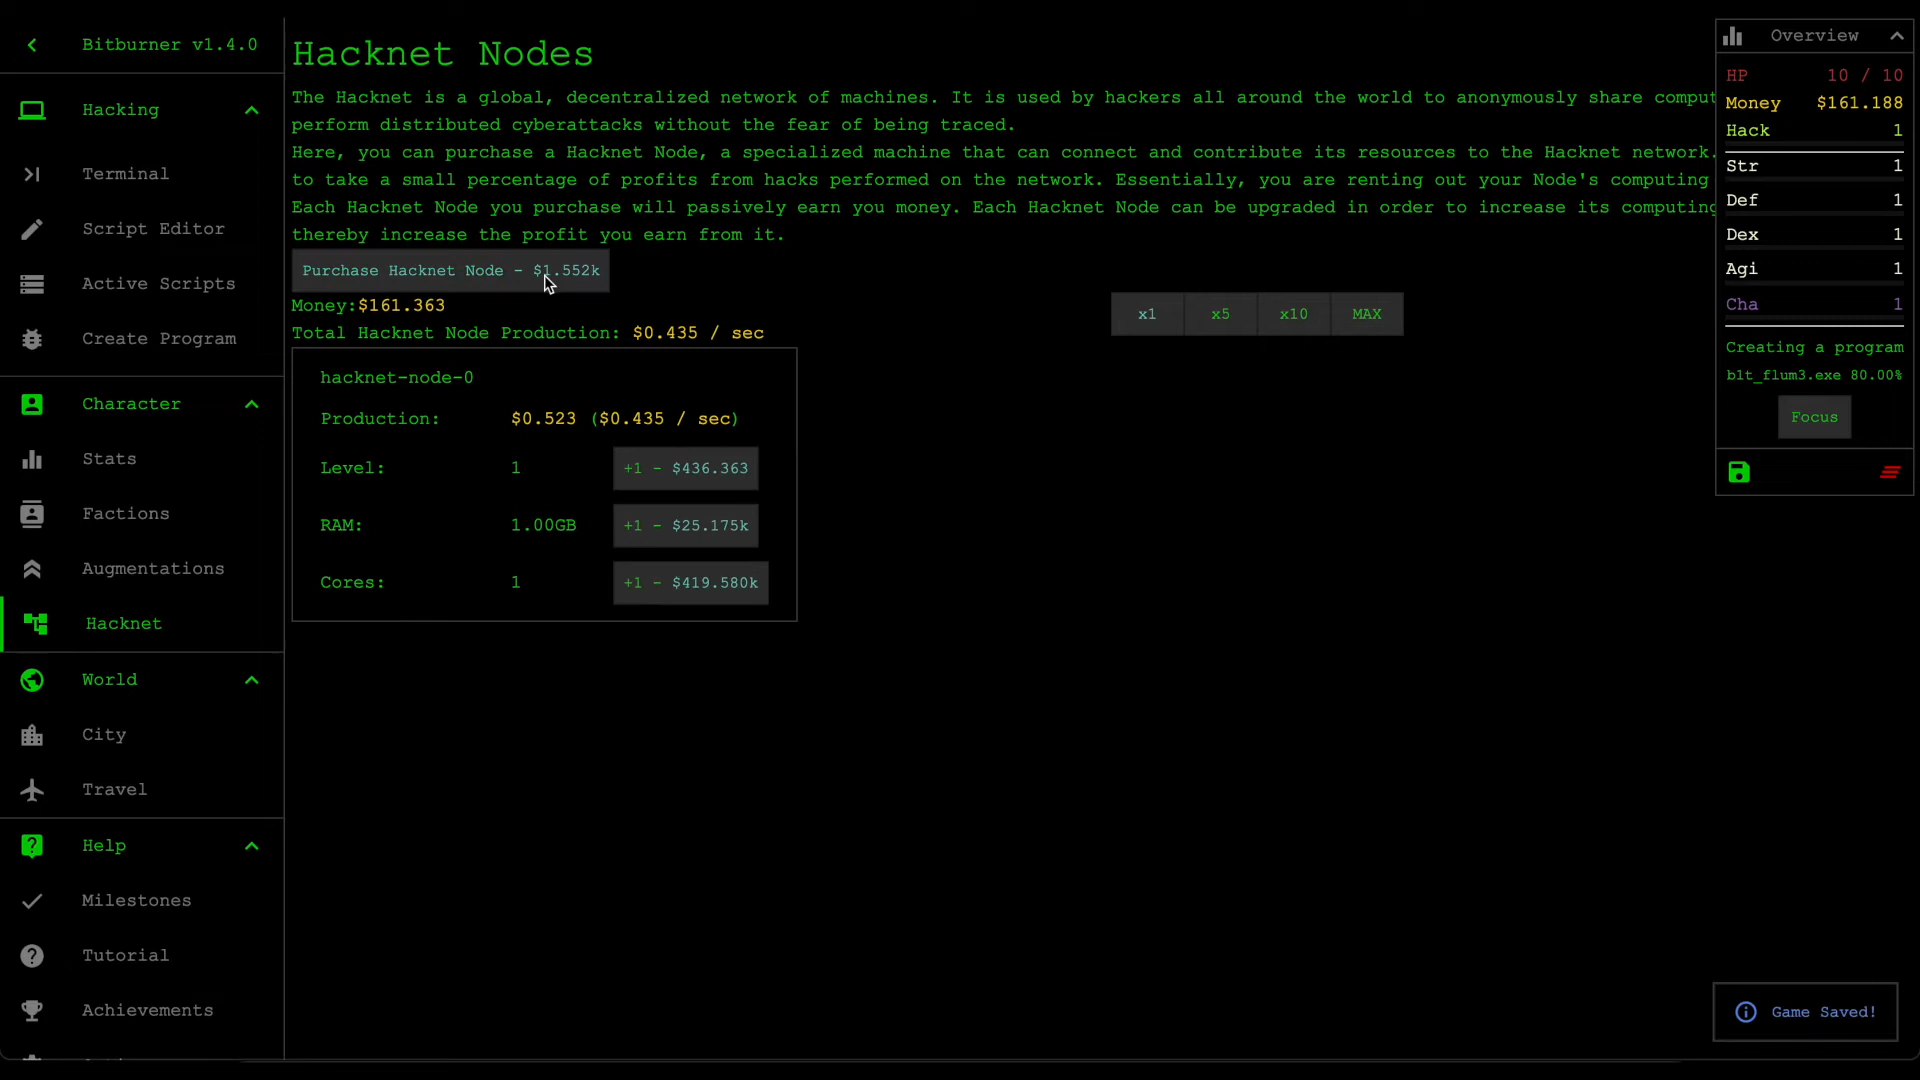 Bitburner v1.4.0
Hacking
Terminal
Script Editor
Active Scripts
Create Program
Character
Stats
Factions
Augmentations
Hacknet
World
City
Travel
Help
Milestones
Tutorial
Achievements
Hacknet Nodes
The Hacknet is a global, decentralized network of machines. It is used by hackers all around the world to anonymously share comput
perform distributed cyberattacks without the fear of being traced.
Here, you can purchase a Hacknet Node, a specialized machine that can connect and contribute its resources to the Hacknet network.
to take a small percentage of profits from hacks performed on the network. Essentially, you are renting out your Node's computing
Each Hacknet Node you purchase will passively earn you money. Each Hacknet Node can be upgraded in order to increase its computing
thereby increase the profit you earn from it.
Purchase Hacknet Node - $1.552k
Money:$161.363
Total Hacknet Node Production: $0.435 / sec
x1 x5 x10 MAX
hacknet-node-0
Production: $0.523 ($0.435 / sec)
Level: 1 +1 - $436.363
RAM: 1.00GB +1 - $25.175k
Cores: 1 +1 - $419.580k
Overview
HP 10 / 10
Money $161.188
Hack 1
Str 1
Def 1
Dex 1
Agi 1
Cha 1
Creating a program
b1t_flum3.exe 80.00%
Focus
Game Saved!